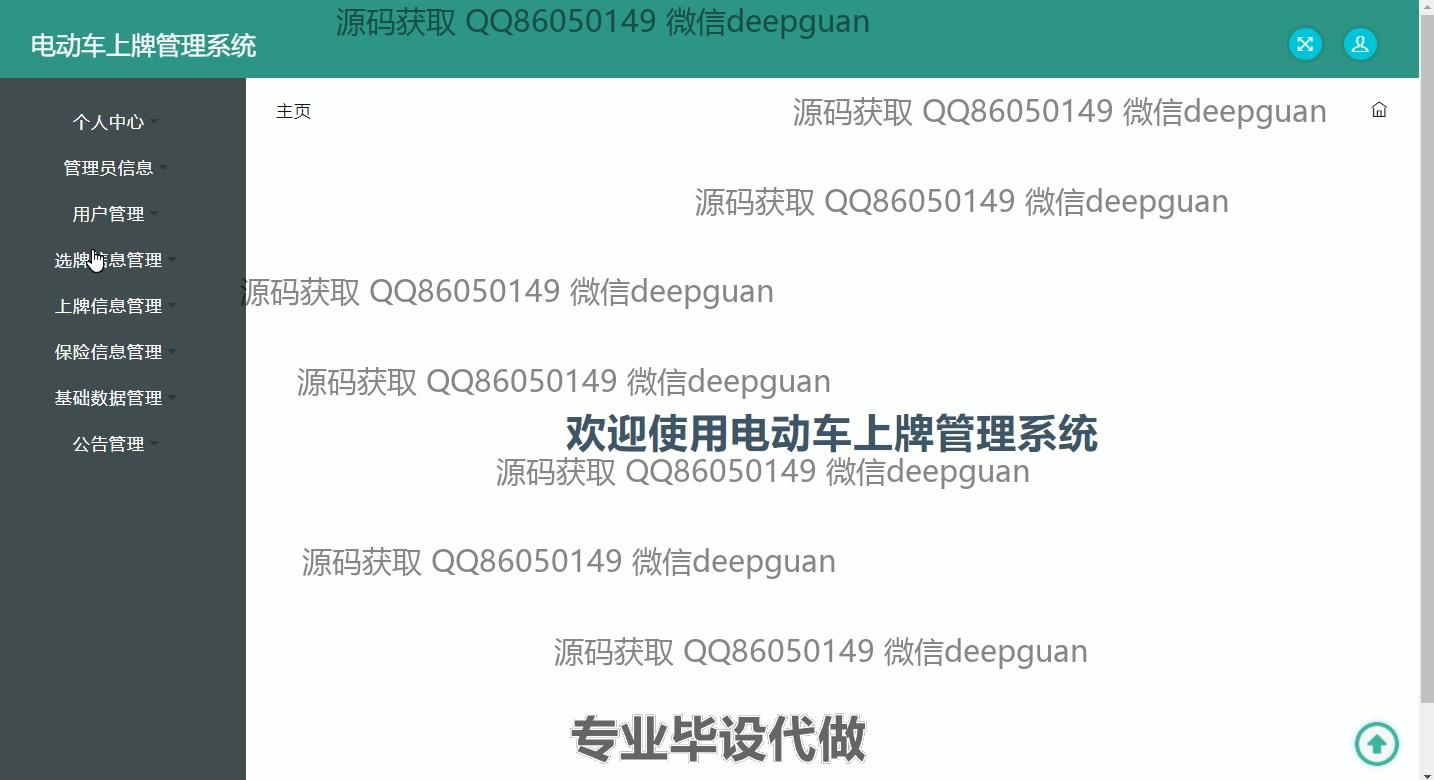 源码获取 QQ86050149 微信deepguan
电动车上牌管理系统
主页
源码获取 QQ86050149 微信deepguan
个人中心
管理员信息
源码获取 QQ86050149 微信deepguan
用户管理
选牌信息管理
源码获取 QQ86050149 微信deepguan
上牌信息管理
保险信息管理
源码获取 QQ86050149 微信deepguan
基础数据管理
欢迎使用电动车上牌管理系统
公告管理
源码获取 QQ86050149 微信deepguan
源码获取 QQ86050149 微信deepguan
源码获取 QQ86050149 微信deepguan
专业毕设代做